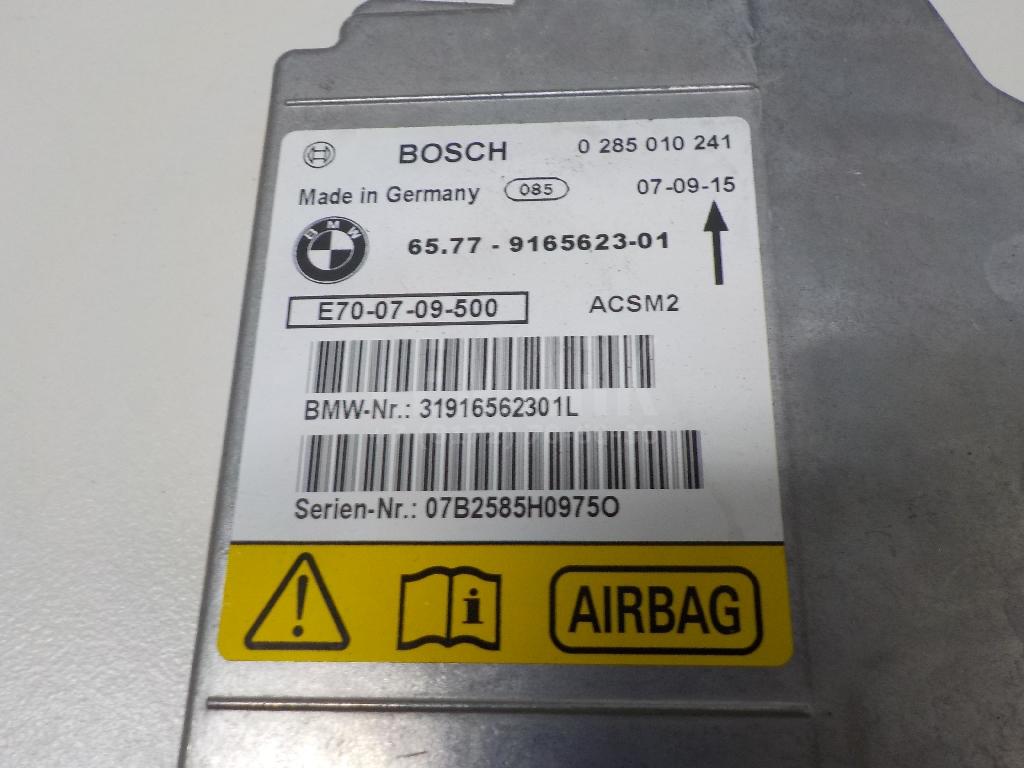 BOSCH 0 285 010 241
Made in Germany 085 07-09-15
BMW 65.77 - 9165623-01
E70-07-09-500 ACSM2
BMW-Nr.: 31916562301L
Serien-Nr.: 07B2585H0975O
AIRBAG